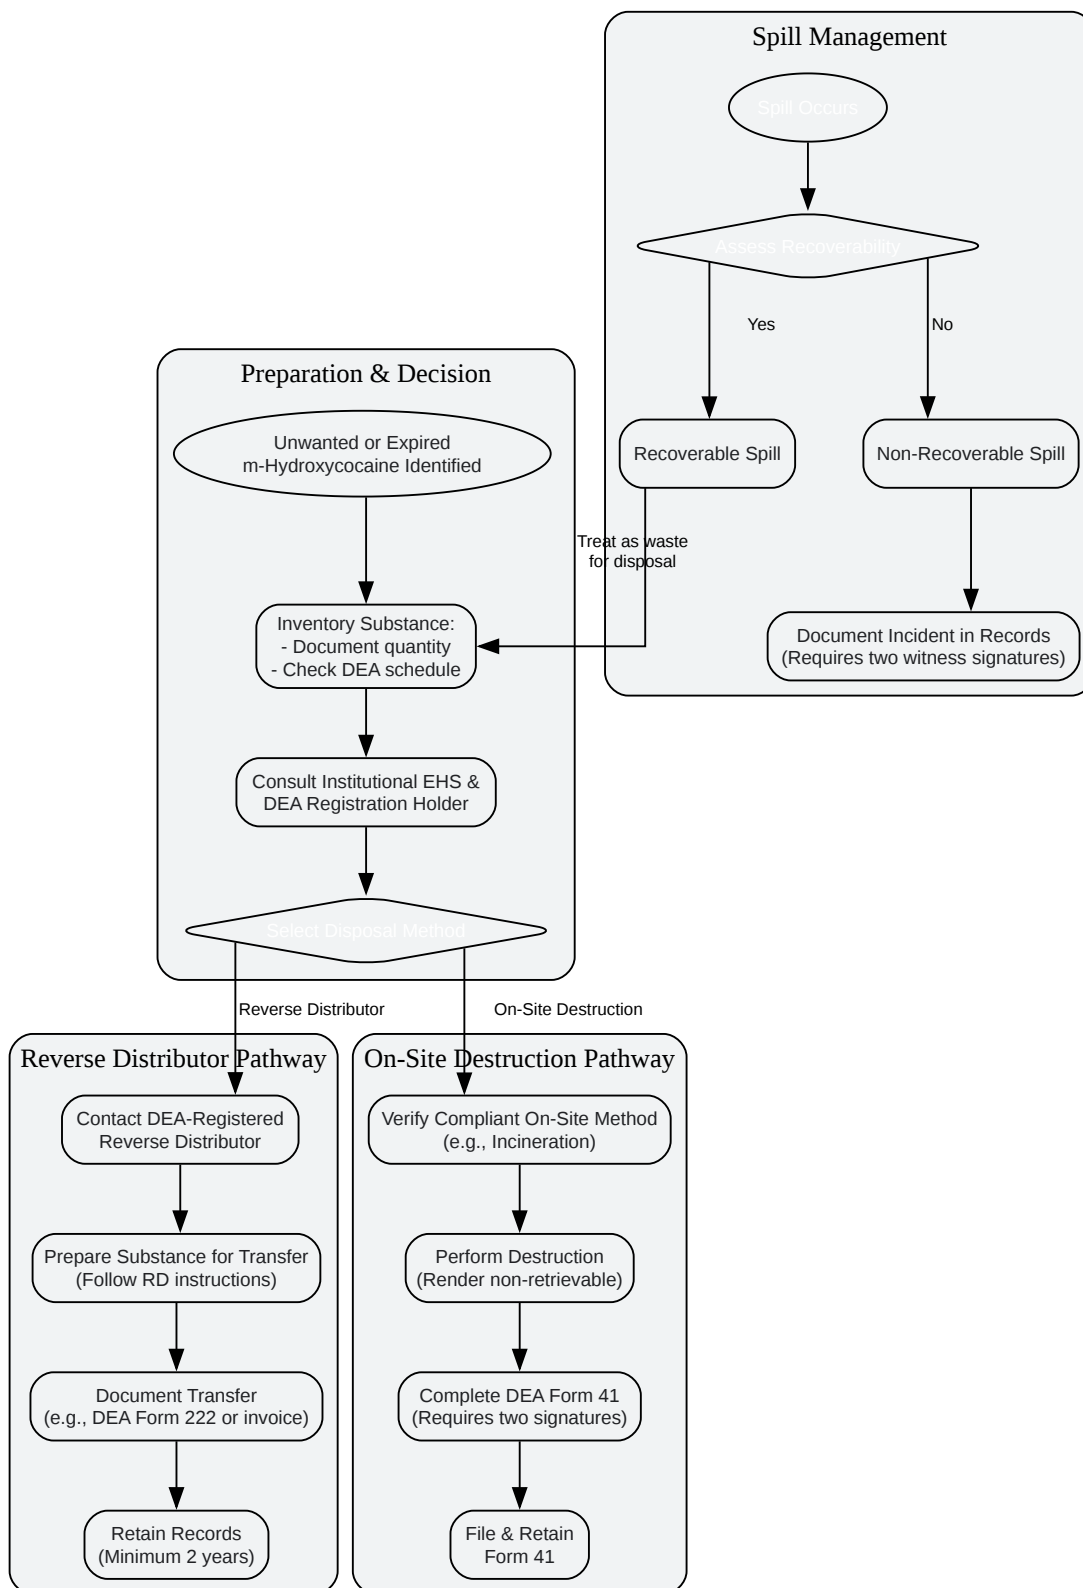 Spill Management
Spill Occurs
Assess Recoverability
Yes
No
Recoverable Spill
Non-Recoverable Spill
Treat as waste
for disposal
Document Incident in Records
(Requires two witness signatures)
Preparation & Decision
Unwanted or Expired
m-Hydroxycocaine Identified
Inventory Substance:
- Document quantity
- Check DEA schedule
Consult Institutional EHS &
DEA Registration Holder
Select Disposal Method
Reverse Distributor
On-Site Destruction
Reverse Distributor Pathway
Contact DEA-Registered
Reverse Distributor
Prepare Substance for Transfer
(Follow RD instructions)
Document Transfer
(e.g., DEA Form 222 or invoice)
Retain Records
(Minimum 2 years)
On-Site Destruction Pathway
Verify Compliant On-Site Method
(e.g., Incineration)
Perform Destruction
(Render non-retrievable)
Complete DEA Form 41
(Requires two signatures)
File & Retain
Form 41